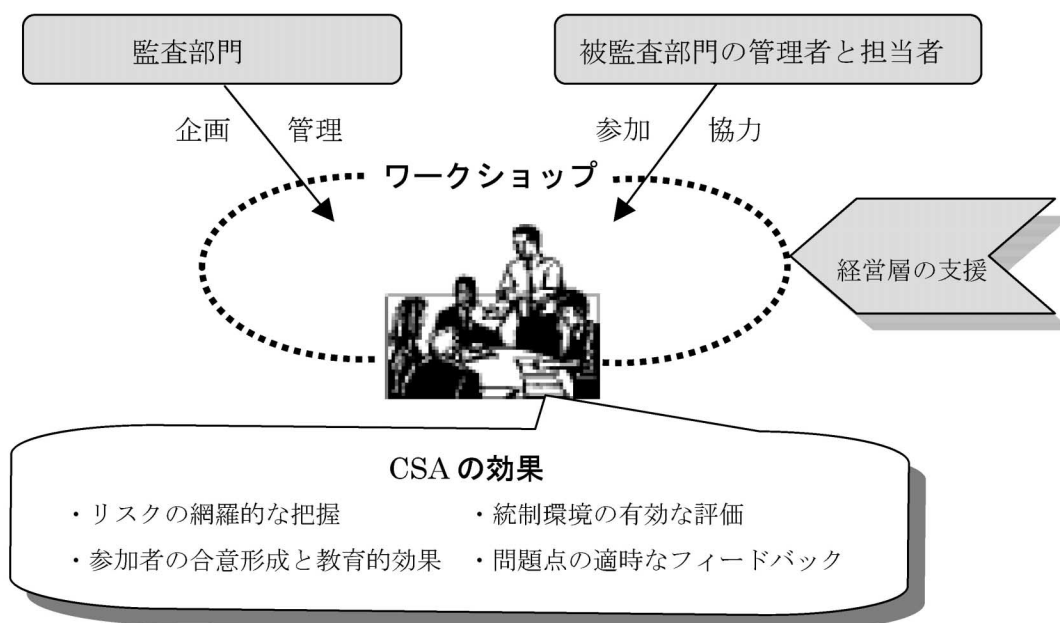 監査部門
被監査部門の管理者と担当者
企画 管理
参加 協力
ワークショップ
経営層の支援
CSA の効果
・リスクの網羅的な把握
・統制環境の有効な評価
・参加者の合意形成と教育的効果
・問題点の適時なフィードバック